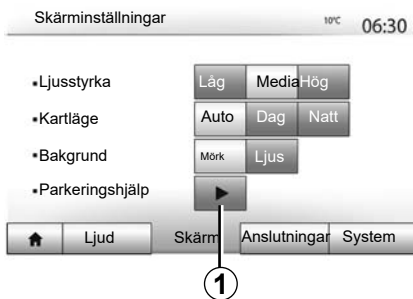 Skärminställningar 10°C 06:30
▪Ljusstyrka Låg Media Hög
▪Kartläge Auto Dag Natt
▪Bakgrund Mörk Ljus
▪Parkeringshjälp
Ljud Skärm Anslutningar System
1